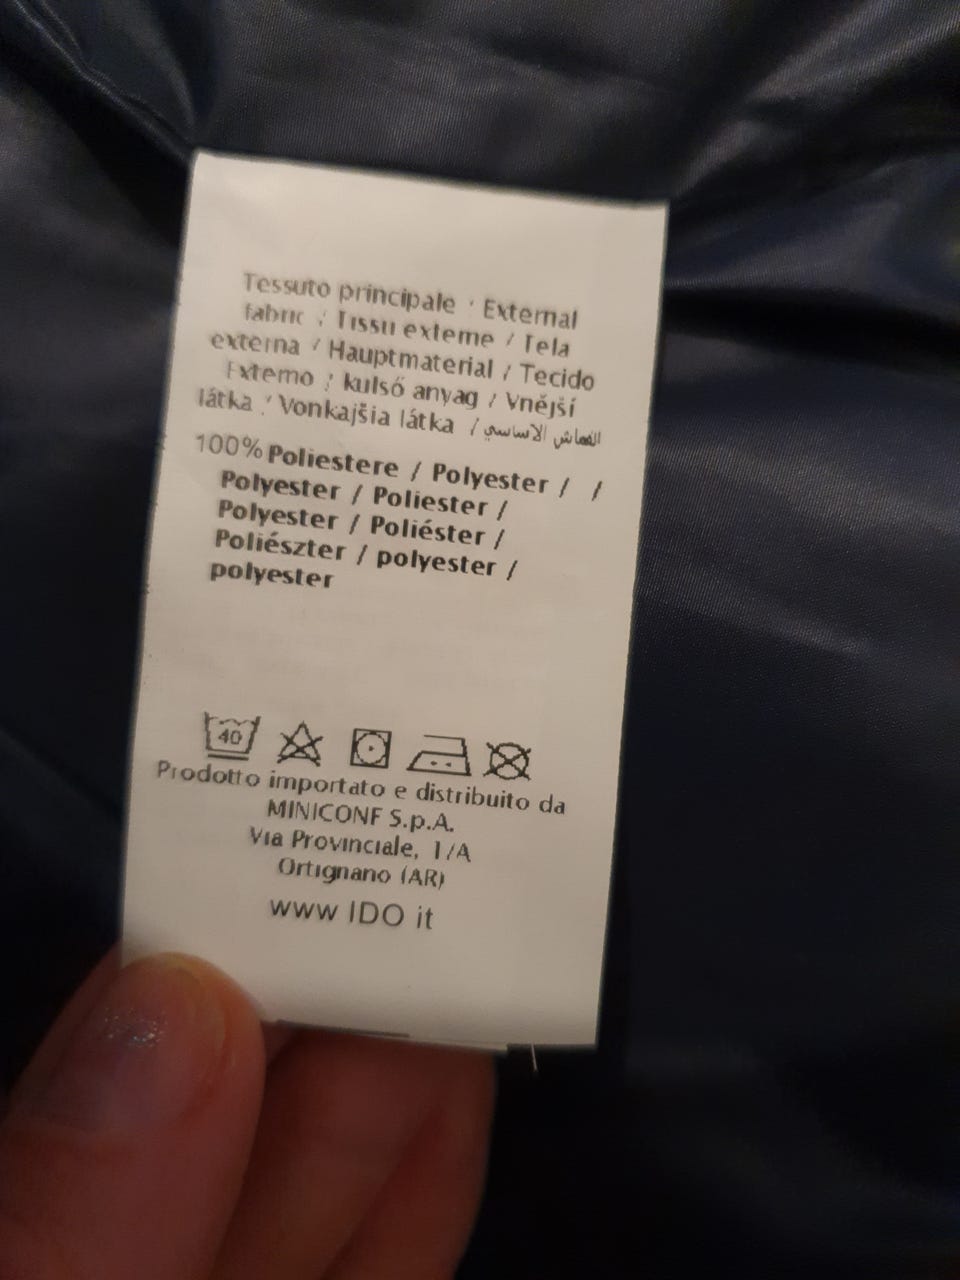 Tessuto principale / External
fabric / Tissu externe / Tela
externa / Hauptmaterial / Tecido
Externo / kulsö anyag / Vnější
látka / Vonkajšia látka / القماش الاساسي
100% Poliestere / Polyester / /
Polyester / Poliester /
Polyester / Poliéster /
Poliészter / polyester /
polyester
40
Prodotto importato e distribuito da
MINICONF S.p.A.
Via Provinciale, 1/A
Ortignano (AR)
www IDO it